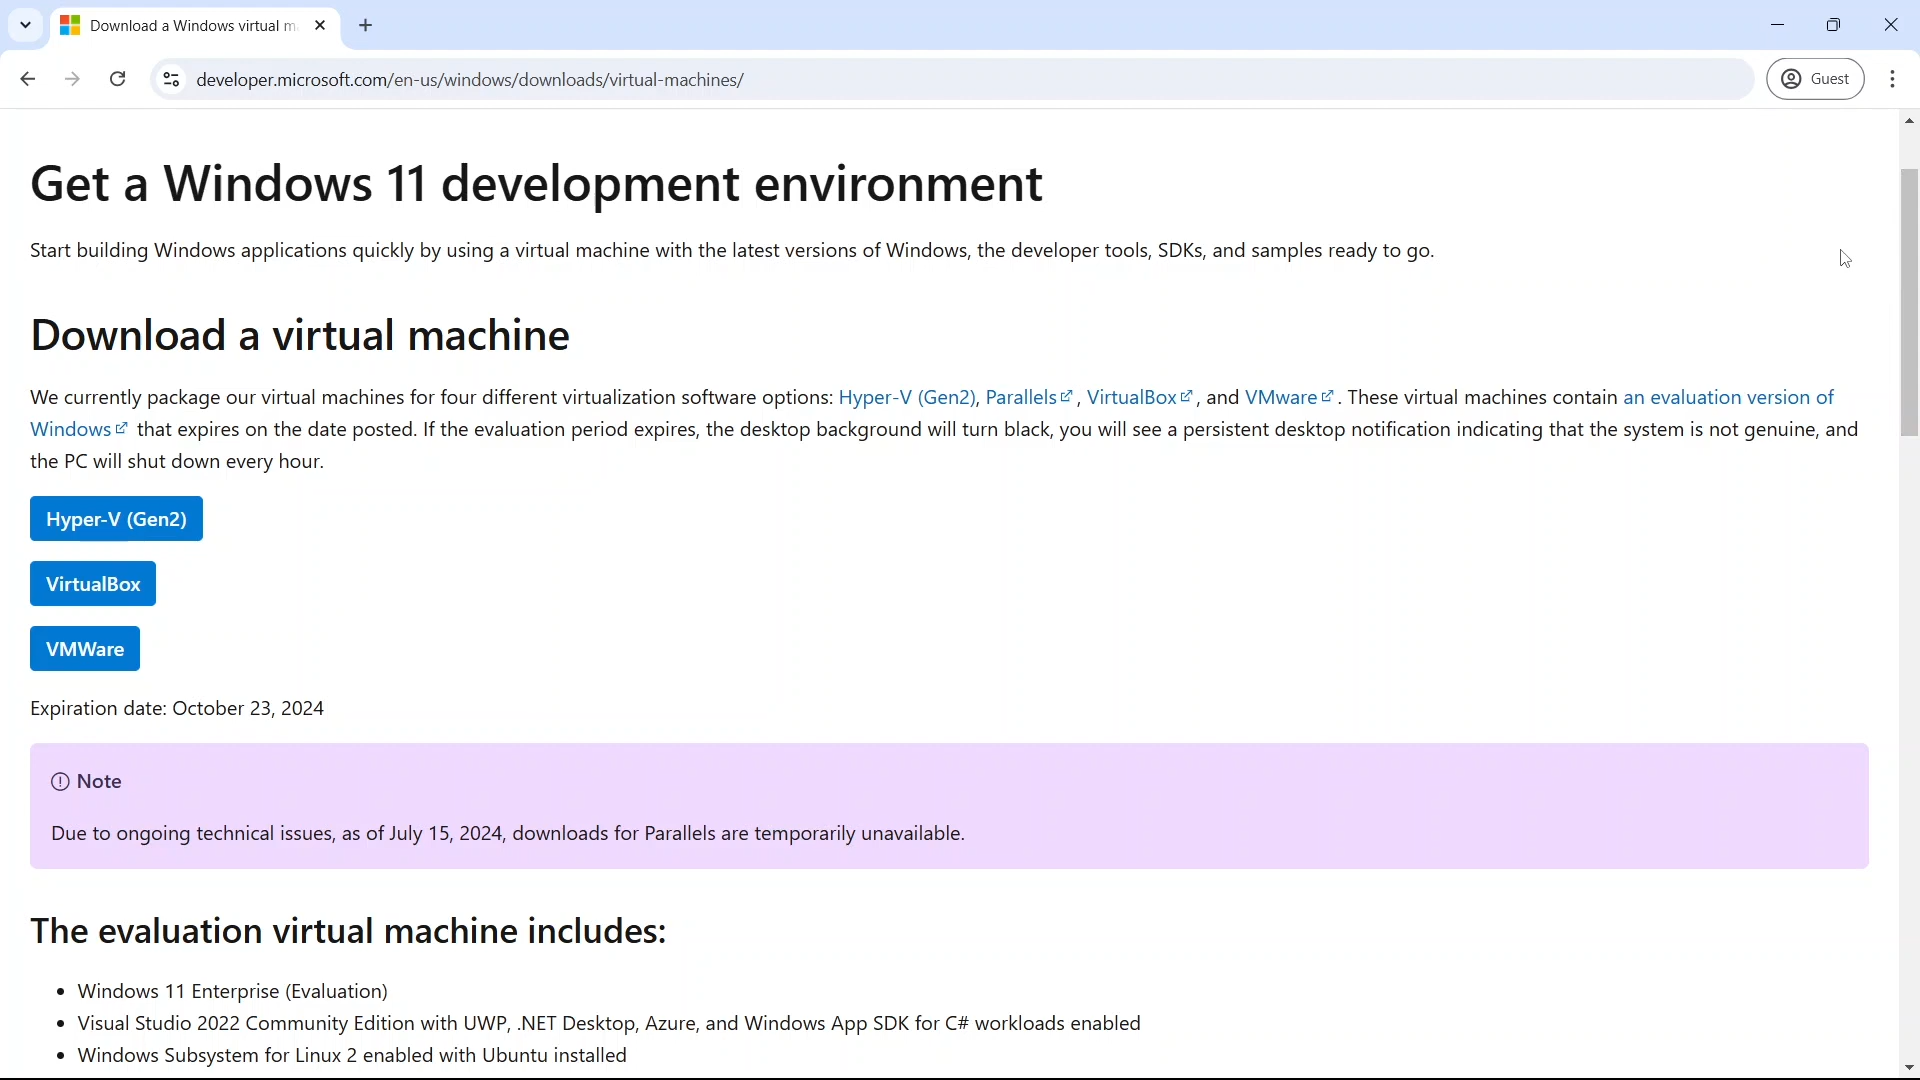 Download a Windows virtual m
developer.microsoft.com/en-us/windows/downloads/virtual-machines/
Guest
Get a Windows 11 development environment
Start building Windows applications quickly by using a virtual machine with the latest versions of Windows, the developer tools, SDKs, and samples ready to go.
Download a virtual machine
We currently package our virtual machines for four different virtualization software options: Hyper-V (Gen2), Parallels, VirtualBox, and VMware. These virtual machines contain an evaluation version of
Windows that expires on the date posted. If the evaluation period expires, the desktop background will turn black, you will see a persistent desktop notification indicating that the system is not genuine, and
the PC will shut down every hour.
Hyper-V (Gen2)
VirtualBox
VMWare
Expiration date: October 23, 2024
Note
Due to ongoing technical issues, as of July 15, 2024, downloads for Parallels are temporarily unavailable.
The evaluation virtual machine includes:
• Windows 11 Enterprise (Evaluation)
• Visual Studio 2022 Community Edition with UWP, .NET Desktop, Azure, and Windows App SDK for C# workloads enabled
• Windows Subsystem for Linux 2 enabled with Ubuntu installed